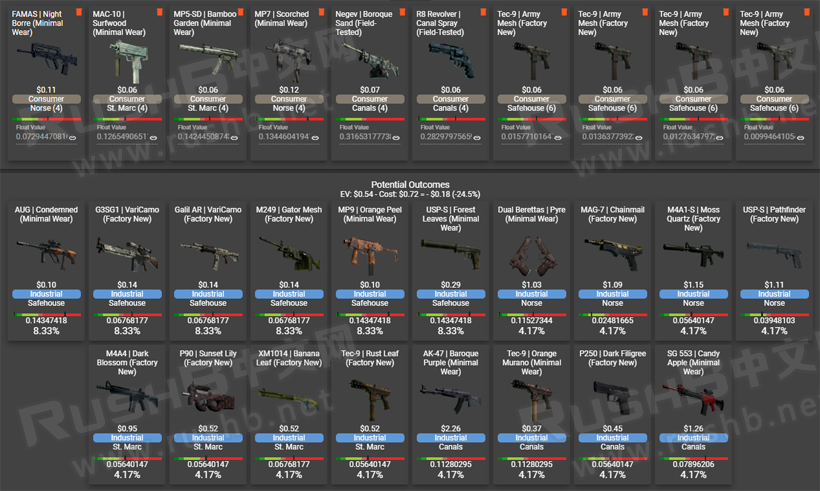 FAMAS | Night
Borre (Minimal
Wear)
$0.11
Consumer
Norse (4)
Float Value
MAC-10 |
Surfwood
(Minimal Wear)
$0.06
Consumer
St. Marc (4)
Float Value
0.1265490651
MP5-SD | Bamboo
Garden (Minimal
Wear)
$0.06
Consumer
St. Marc (4)
Float Value
MP7 | Scorched
(Minimal Wear)
$0.12
Consumer
Norse (4)
Float Value
0.1344604194
Negev | Boroque
Sand (Field-
Tested)
$0.07
Consumer
Canals (4)
Float Value
R8 Revolver |
Canal Spray
(Field-Tested)
$0.06
Consumer
Canals (4)
Float Value
Tec-9 | Army
Mesh (Factory
New)
$0.06
Consumer
Safehouse (6)
Float Value
0.0157710164
Tec-9 | Army
Mesh (Factory
New)
$0.06
Consumer
Safehouse (6)
Float Value
Tec-9 | Army
Mesh (Factory
New)
$0.06
Consumer
Safehouse (6)
Float Value
Tec-9 | Army
Mesh (Factory
New)
$0.06
Consumer
Safehouse (6)
Float Value
Potential Outcomes
EV: $0.54 - Cost: $0.72 = - $0.18 (-24.5%)
AUG | Condemned
(Minimal Wear)
$0.10
Industrial
Safehouse
0.14347418
8.33%
G3SG1 | VariCamo
(Factory New)
$0.14
Industrial
Safehouse
0.06768177
8.33%
Galil AR | VariCamo
(Factory New)
$0.14
Industrial
Safehouse
0.06768177
8.33%
M249 | Gator Mesh
(Factory New)
$0.14
Industrial
Safehouse
0.06768177
8.33%
MP9 | Orange Peel
(Minimal Wear)
$0.10
Industrial
Safehouse
0.14347418
8.33%
USP-S | Forest
Leaves (Minimal
Wear)
$0.29
Industrial
Safehouse
0.14347418
8.33%
Dual Berettas | Pyre
(Minimal Wear)
$1.03
Industrial
Norse
0.11527344
4.17%
MAG-7 | Chainmail
(Factory New)
$1.09
Industrial
Norse
0.02481665
4.17%
M4A1-S | Moss
Quartz (Factory
New)
$1.15
Industrial
Norse
0.05640147
4.17%
USP-S | Pathfinder
(Factory New)
$1.11
Industrial
Norse
0.03948103
4.17%
M4A4 | Dark
Blossom (Factory
New)
$0.95
Industrial
St. Marc
0.05640147
4.17%
P90 | Sunset Lily
(Factory New)
$0.52
Industrial
St. Marc
0.05640147
4.17%
XM1014 | Banana
Leaf (Factory New)
$0.52
Industrial
St. Marc
0.06768177
4.17%
Tec-9 | Rust Leaf
(Factory New)
$0.52
Industrial
St. Marc
0.05640147
4.17%
AK-47 | Baroque
Purple (Minimal
Wear)
$2.26
Industrial
Canals
0.11280295
4.17%
Tec-9 | Orange
Murano (Minimal
Wear)
$0.37
Industrial
Canals
0.11280295
4.17%
P250 | Dark Filigree
(Factory New)
$0.45
Industrial
Canals
0.05640147
4.17%
SG 553 | Candy
Apple (Minimal
Wear)
$1.26
Industrial
Canals
0.07896206
4.17%
RushB中文网
www.rushb.net